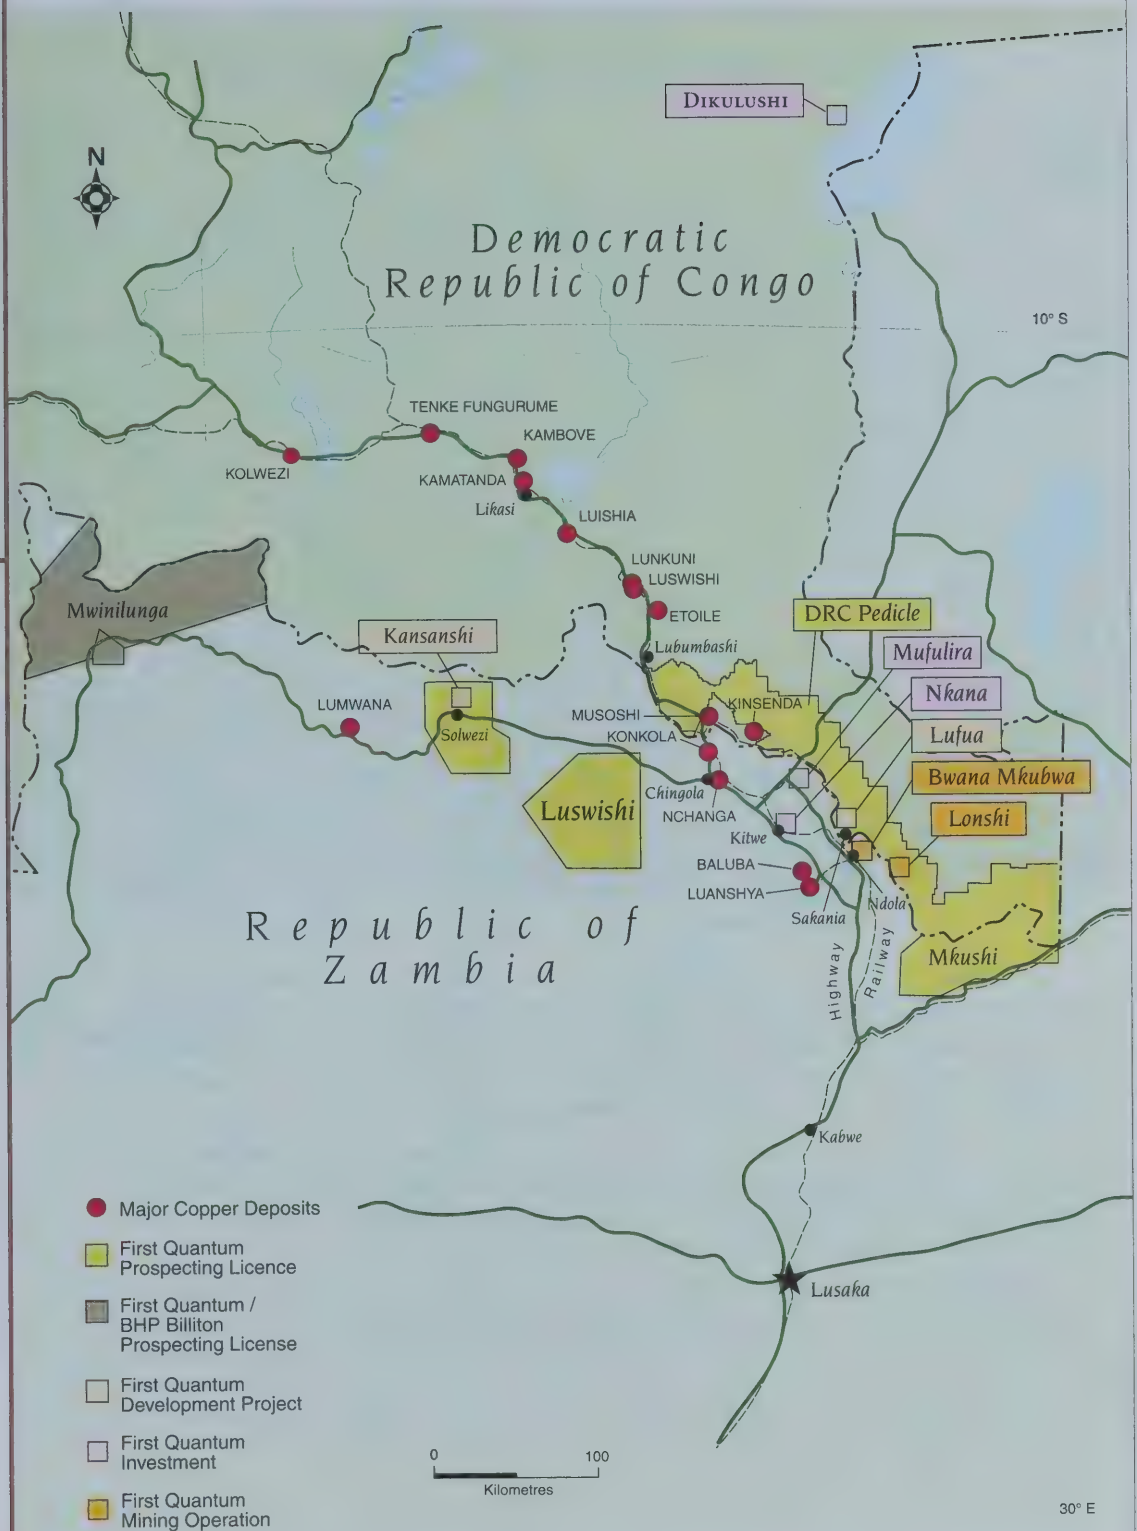 DIKULUSHI
N
Democratic
Republic of Congo
10° S
TENKE FUNGURUME
KAMBOVE
KOLWEZI
KAMATANDA
Likasi
LUISHIA
LUNKUNI
LUSWISHI
ETOILE
Mwinilunga
DRC Pedicle
Kansanshi
Lubumbashi
Mufulira
Nkana
LUMWANA
MUSOSHI
KINSENDA
Solwezi
KONKOLA
Lufua
Bwana Mkubwa
Chingola
Luswishi
NCHANGA
Lonshi
Kitwe
BALUBA
LUANSHYA
Ndola
Sakania
Republic of
Zambia
Highway
Railway
Mkushi
Kabwe
Lusaka
Major Copper Deposits
First Quantum
Prospecting Licence
First Quantum /
BHP Billiton
Prospecting License
First Quantum
Development Project
First Quantum
Investment
First Quantum
Mining Operation
0 100
Kilometres
30° E